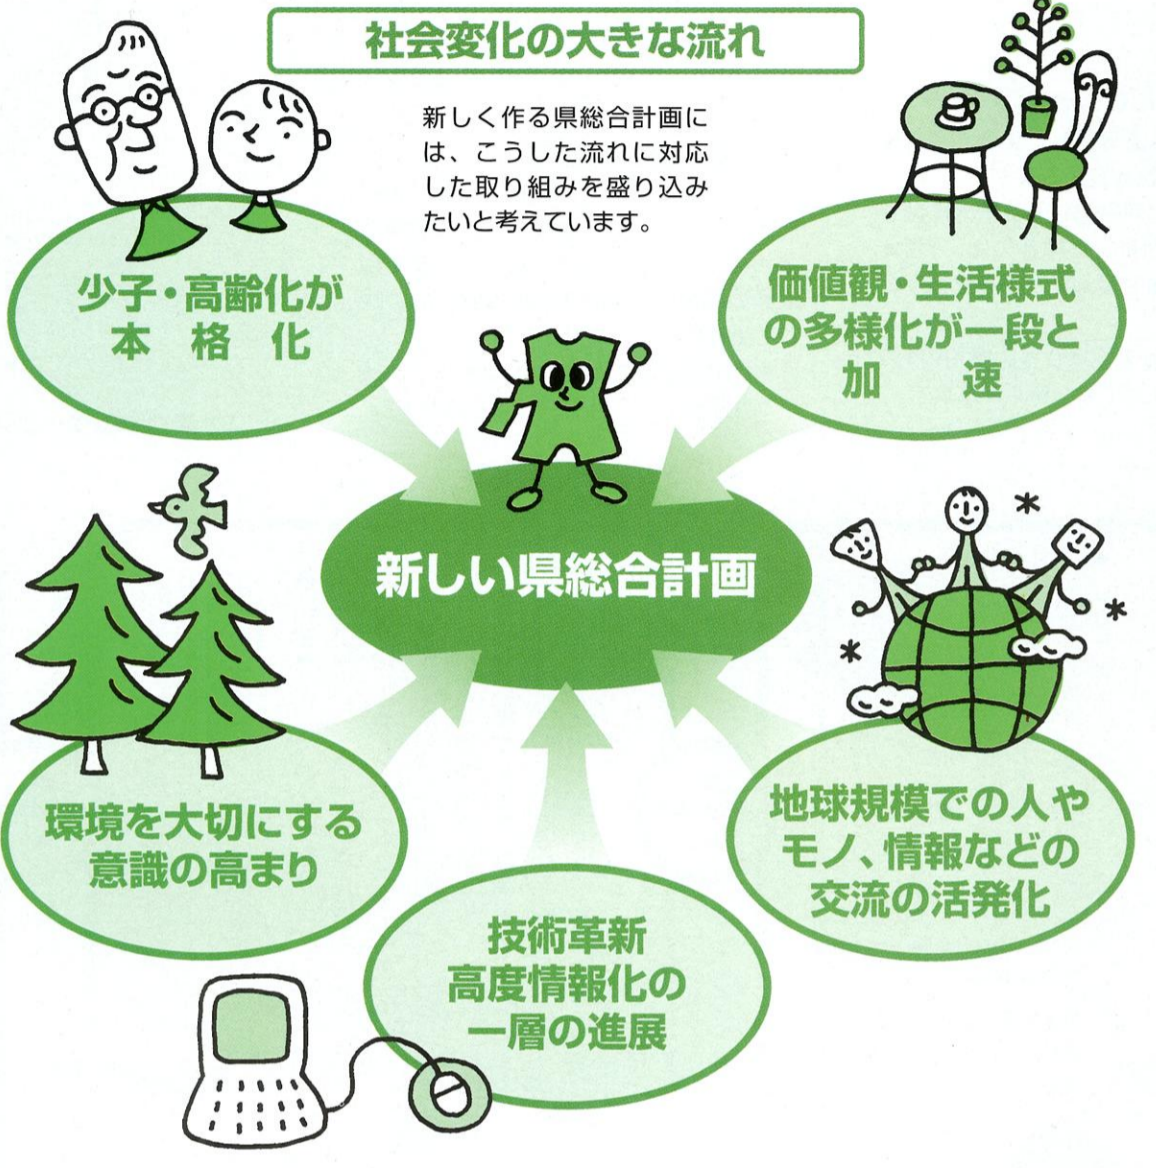 社会変化の大きな流れ
新しく作る県総合計画に
は、こうした流れに対応
した取り組みを盛り込み
たいと考えています。
少子・高齢化が
本格化
価値観・生活様式
の多様化が一段と
加速
新しい県総合計画
環境を大切にする
意識の高まり
地球規模での人や
モノ、情報などの
交流の活発化
技術革新
高度情報化の
一層の進展